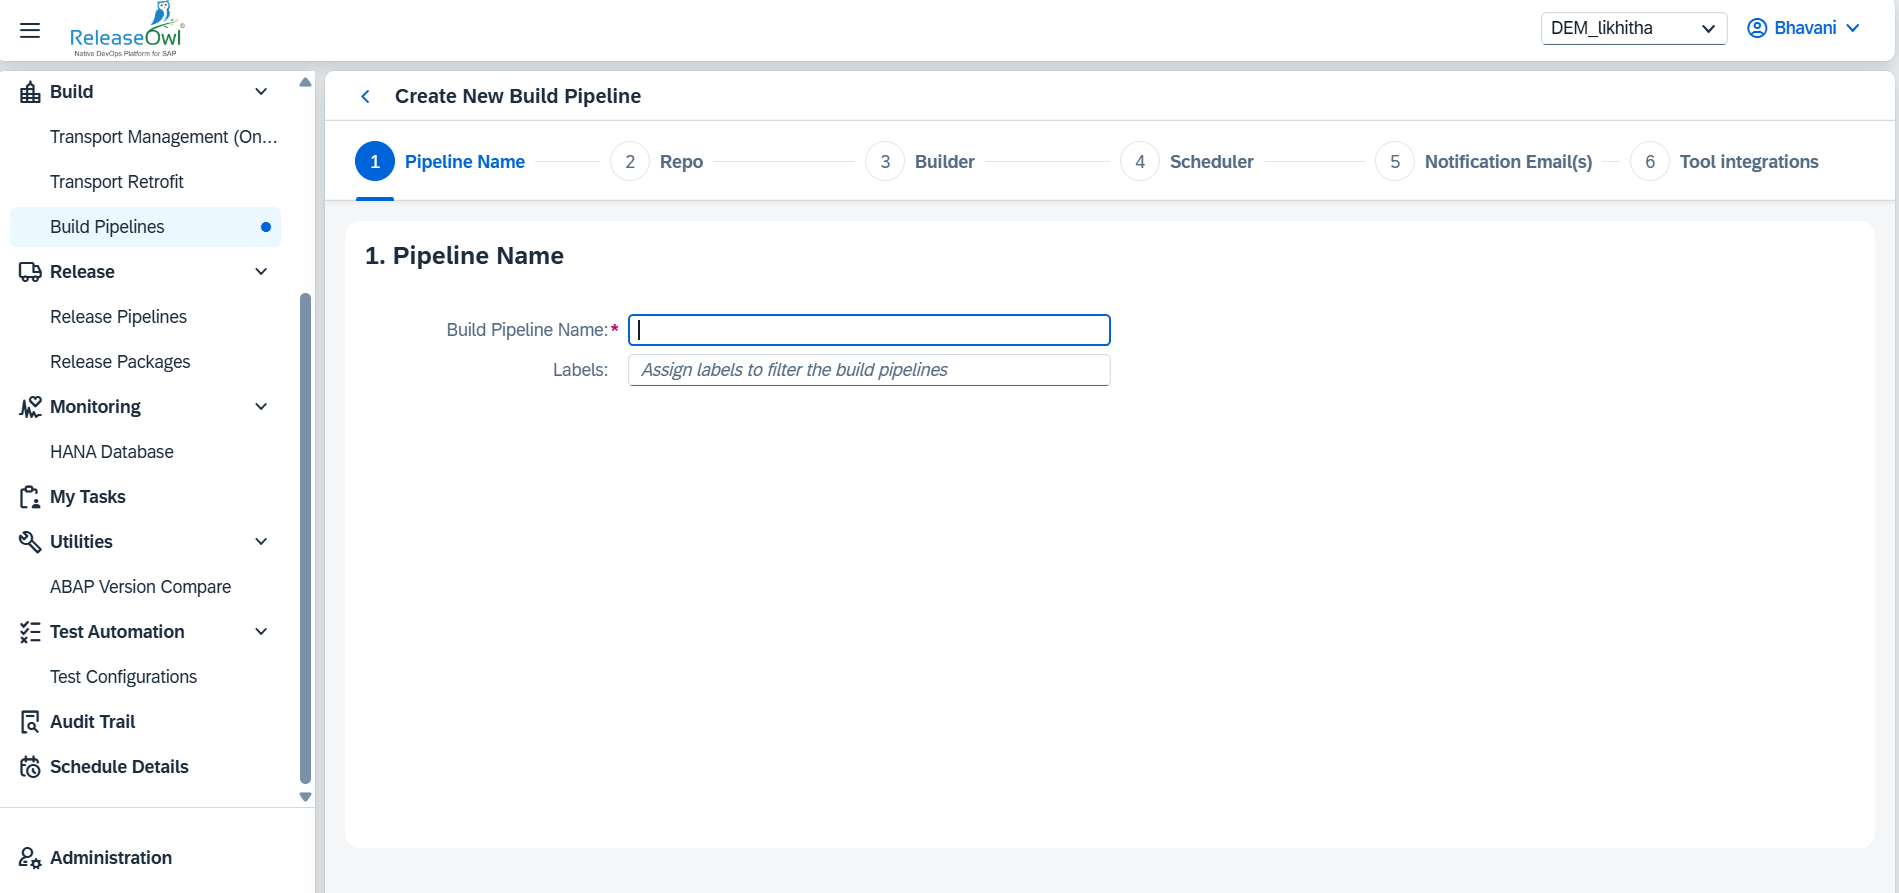 ReleaseOwl®
Native DevOps Platform for SAP
DEM_likhitha
Bhavani
Build
Transport Management (On...
Transport Retrofit
Build Pipelines
Release
Release Pipelines
Release Packages
Monitoring
HANA Database
My Tasks
Utilities
ABAP Version Compare
Test Automation
Test Configurations
Audit Trail
Schedule Details
Administration
Create New Build Pipeline
1 Pipeline Name 2 Repo 3 Builder 4 Scheduler 5 Notification Email(s) 6 Tool integrations
1. Pipeline Name
Build Pipeline Name:*
Labels: Assign labels to filter the build pipelines